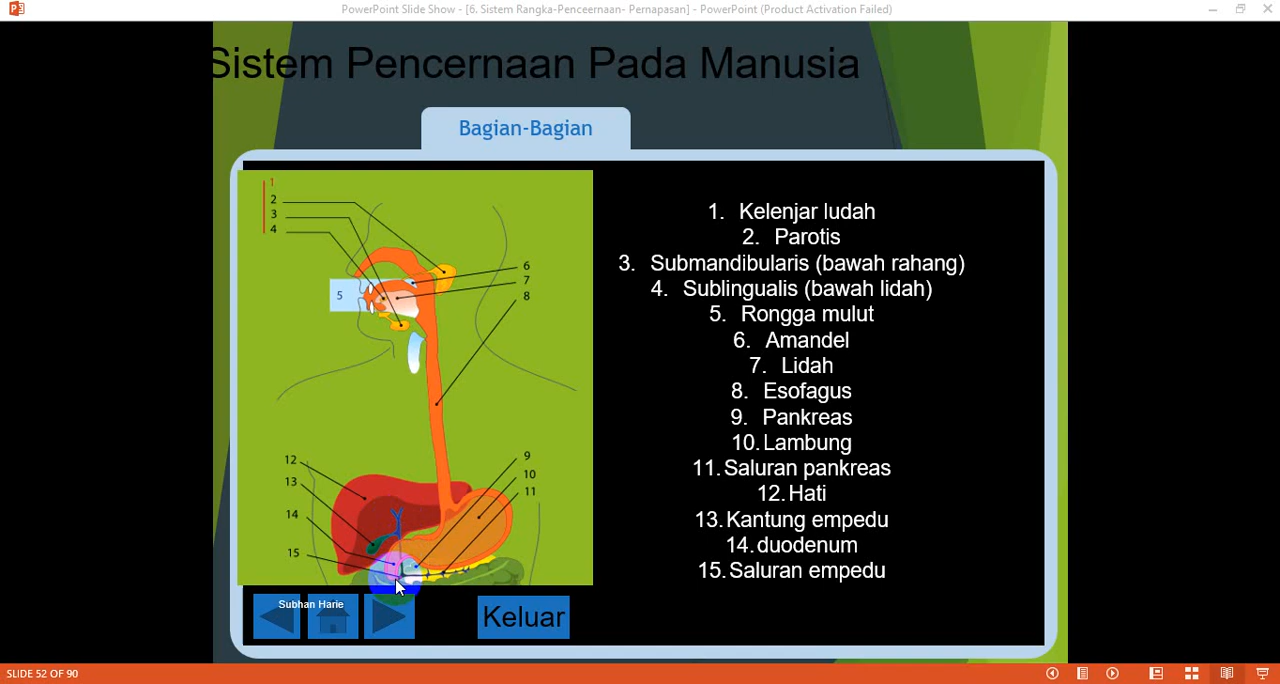 PowerPoint Slide Show - [6. Sistem Rangka-Penceernaan- Pernapasan] - PowerPoint (Product Activation Failed)
Sistem Pencernaan Pada Manusia
Bagian-Bagian
1
2
3
4
5
6
7
8
9
10
11
12
13
14
15
1. Kelenjar ludah
2. Parotis
3. Submandibularis (bawah rahang)
4. Sublingualis (bawah lidah)
5. Rongga mulut
6. Amandel
7. Lidah
8. Esofagus
9. Pankreas
10. Lambung
11. Saluran pankreas
12. Hati
13. Kantung empedu
14. duodenum
15. Saluran empedu
Subhan Harie
Keluar
SLIDE 52 OF 90